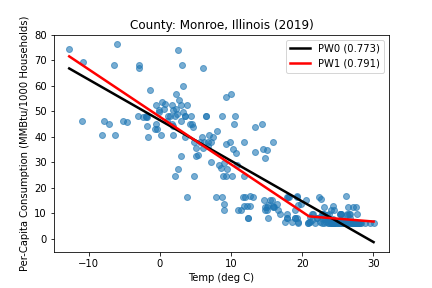 County: Monroe, Illinois (2019)
PW0 (0.773)
PW1 (0.791)
Per-Capita Consumption (MMBtu/1000 Households)
80
70
60
50
40
30
20
10
0
−10
0
10
20
30
Temp (deg C)